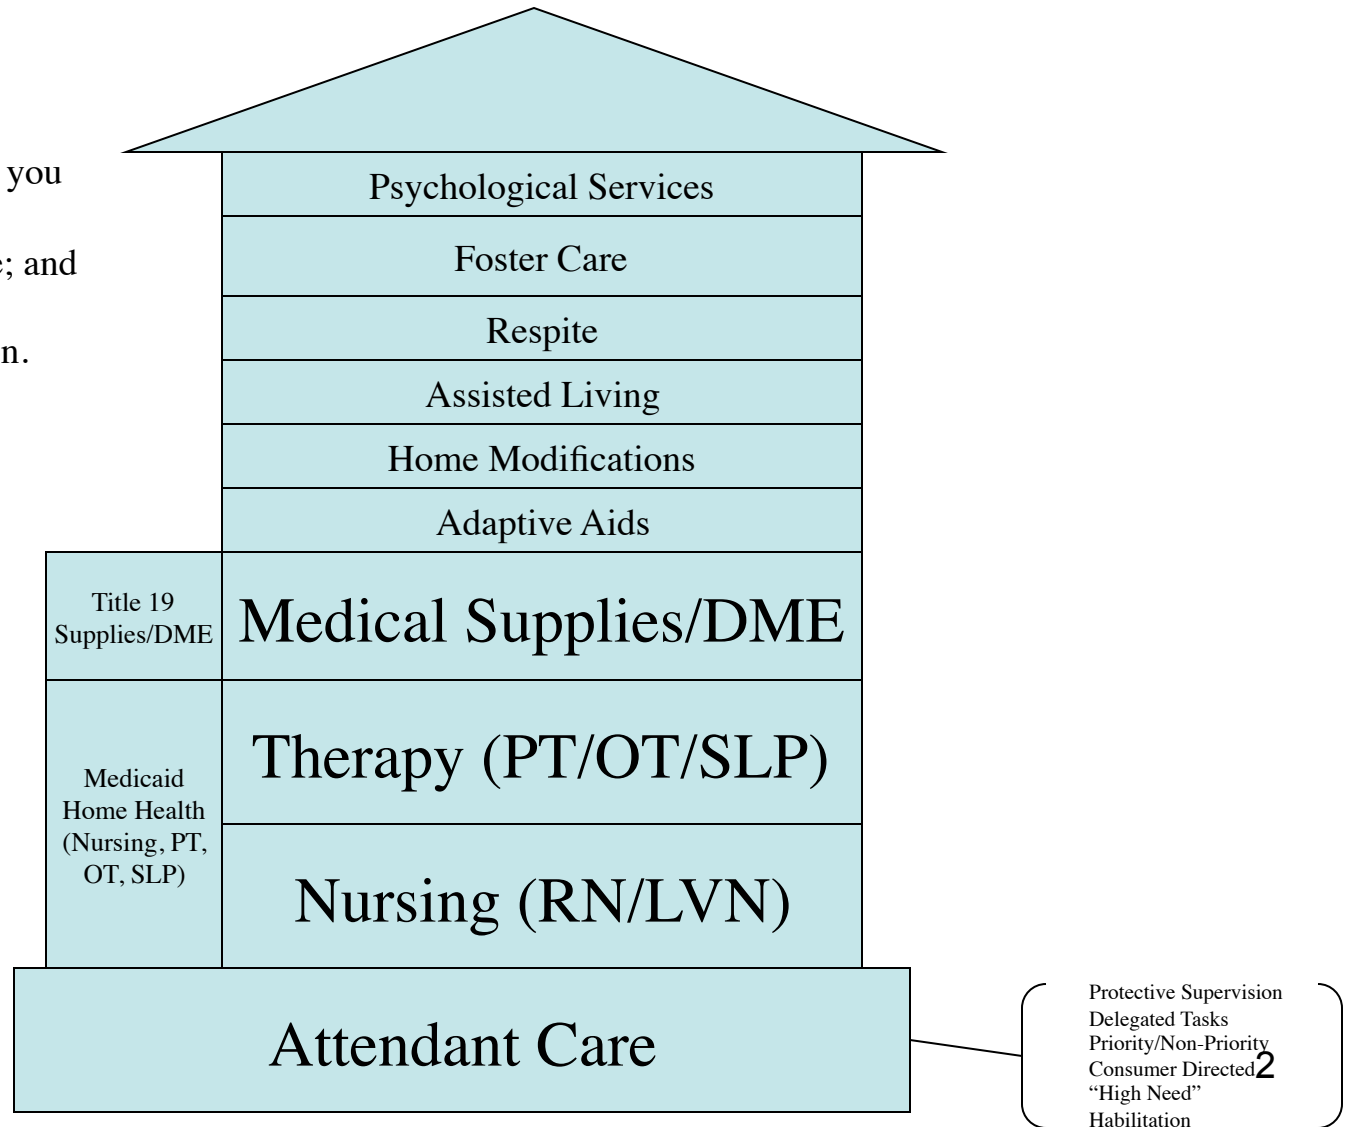 you
; and
n.
Psychological Services
Foster Care
Respite
Assisted Living
Home Modifications
Adaptive Aids
Title 19
Supplies/DME
Medical Supplies/DME
Therapy (PT/OT/SLP)
Medicaid
Home Health
(Nursing, PT,
OT, SLP)
Nursing (RN/LVN)
Attendant Care
Protective Supervision
Delegated Tasks
Priority/Non-Priority
Consumer Directed
2
“High Need”
Habilitation